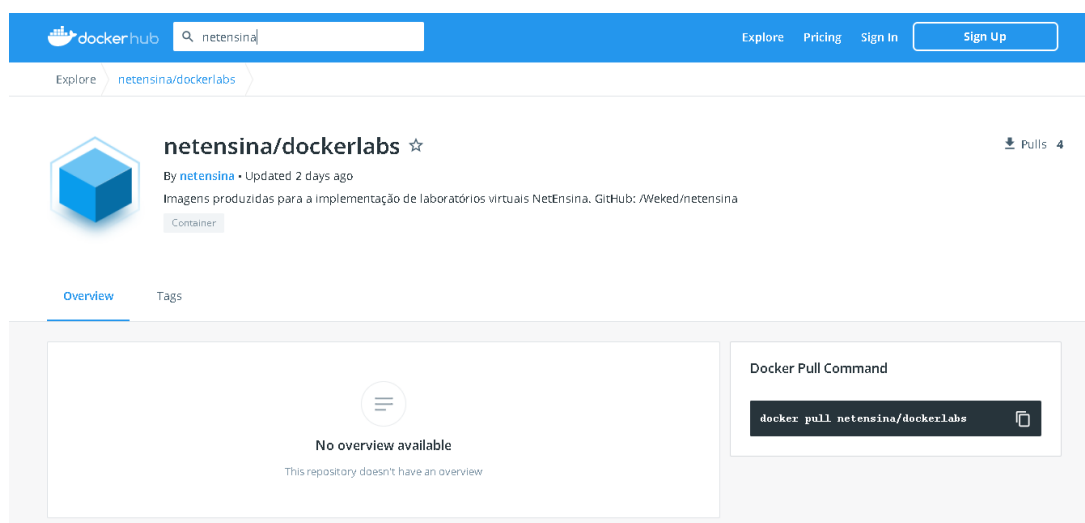 dockerhub
netensina
Explore Pricing Sign In Sign Up
Explore netensina/dockerlabs
netensina/dockerlabs
Pulls 4
By netensina • Updated 2 days ago
Imagens produzidas para a implementação de laboratórios virtuais NetEnsina. GitHub: /Weked/netensina
Container
Overview Tags
No overview available
This repository doesn't have an overview
Docker Pull Command
docker pull netensina/dockerlabs